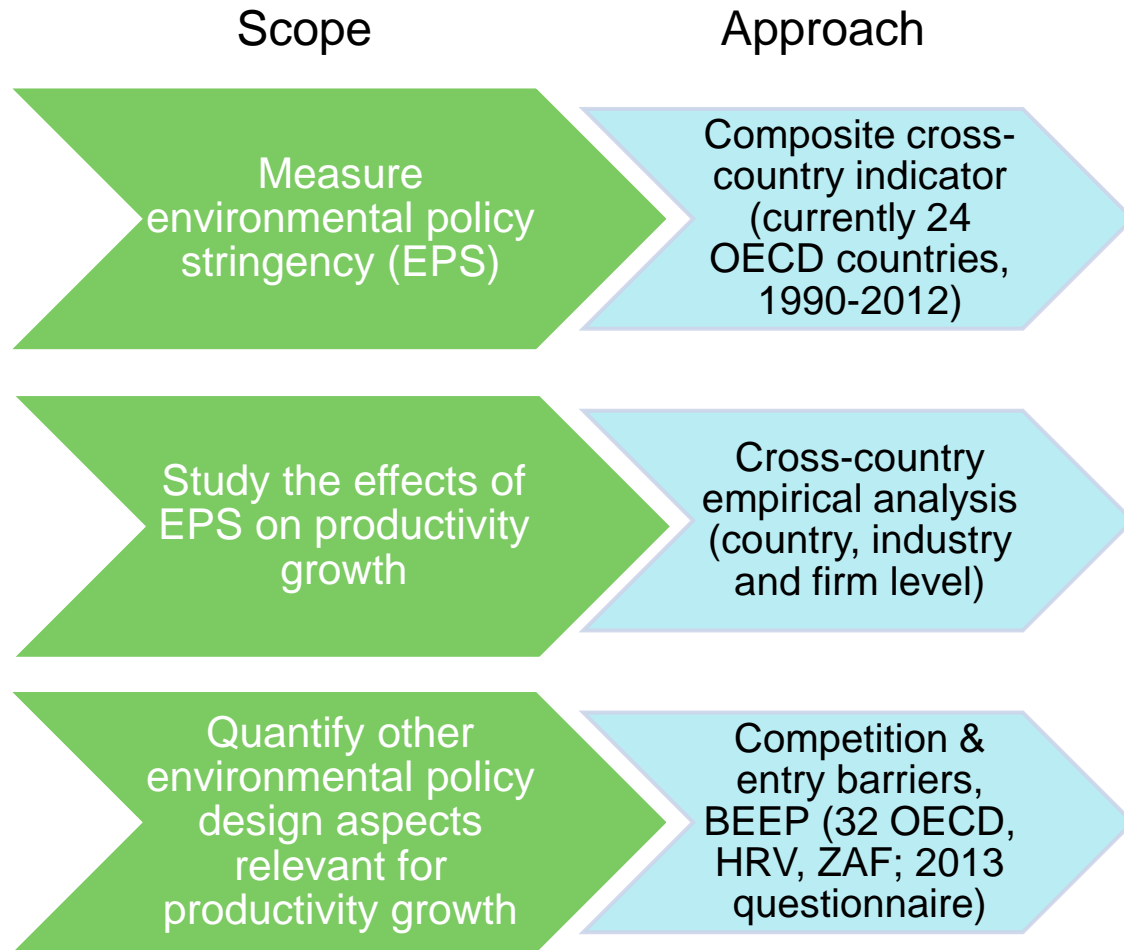 Scope
Approach
Measure
environmental policy
stringency (EPS)
Composite cross-
country indicator
(currently 24
OECD countries,
1990-2012)
Study the effects of
EPS on productivity
growth
Cross-country
empirical analysis
(country, industry
and firm level)
Quantify other
environmental policy
design aspects
relevant for
productivity growth
Competition &
entry barriers,
BEEP (32 OECD,
HRV, ZAF; 2013
questionnaire)